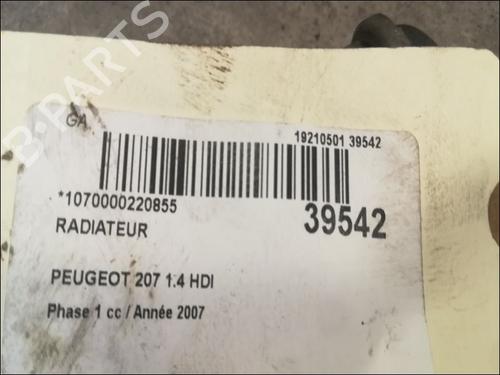 B-PARTS
GA
19210501 39542
*1070000220855
39542
RADIATEUR
PEUGEOT 207 1.4 HDI
Phase 1 cc / Année 2007